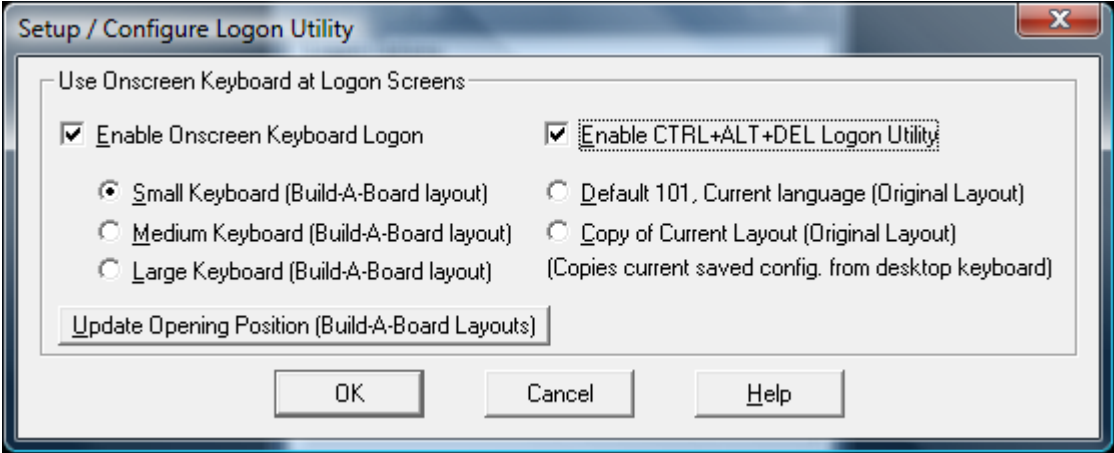 Setup / Configure Logon Utility
Use Onscreen Keyboard at Logon Screens
Enable Onscreen Keyboard Logon
Enable CTRL+ALT+DEL Logon Utility
Small Keyboard (Build-A-Board layout)
Default 101, Current language (Original Layout)
Medium Keyboard (Build-A-Board layout)
Copy of Current Layout (Original Layout)
Large Keyboard (Build-A-Board layout)
(Copies current saved config. from desktop keyboard)
Update Opening Position (Build-A-Board Layouts)
OK
Cancel
Help